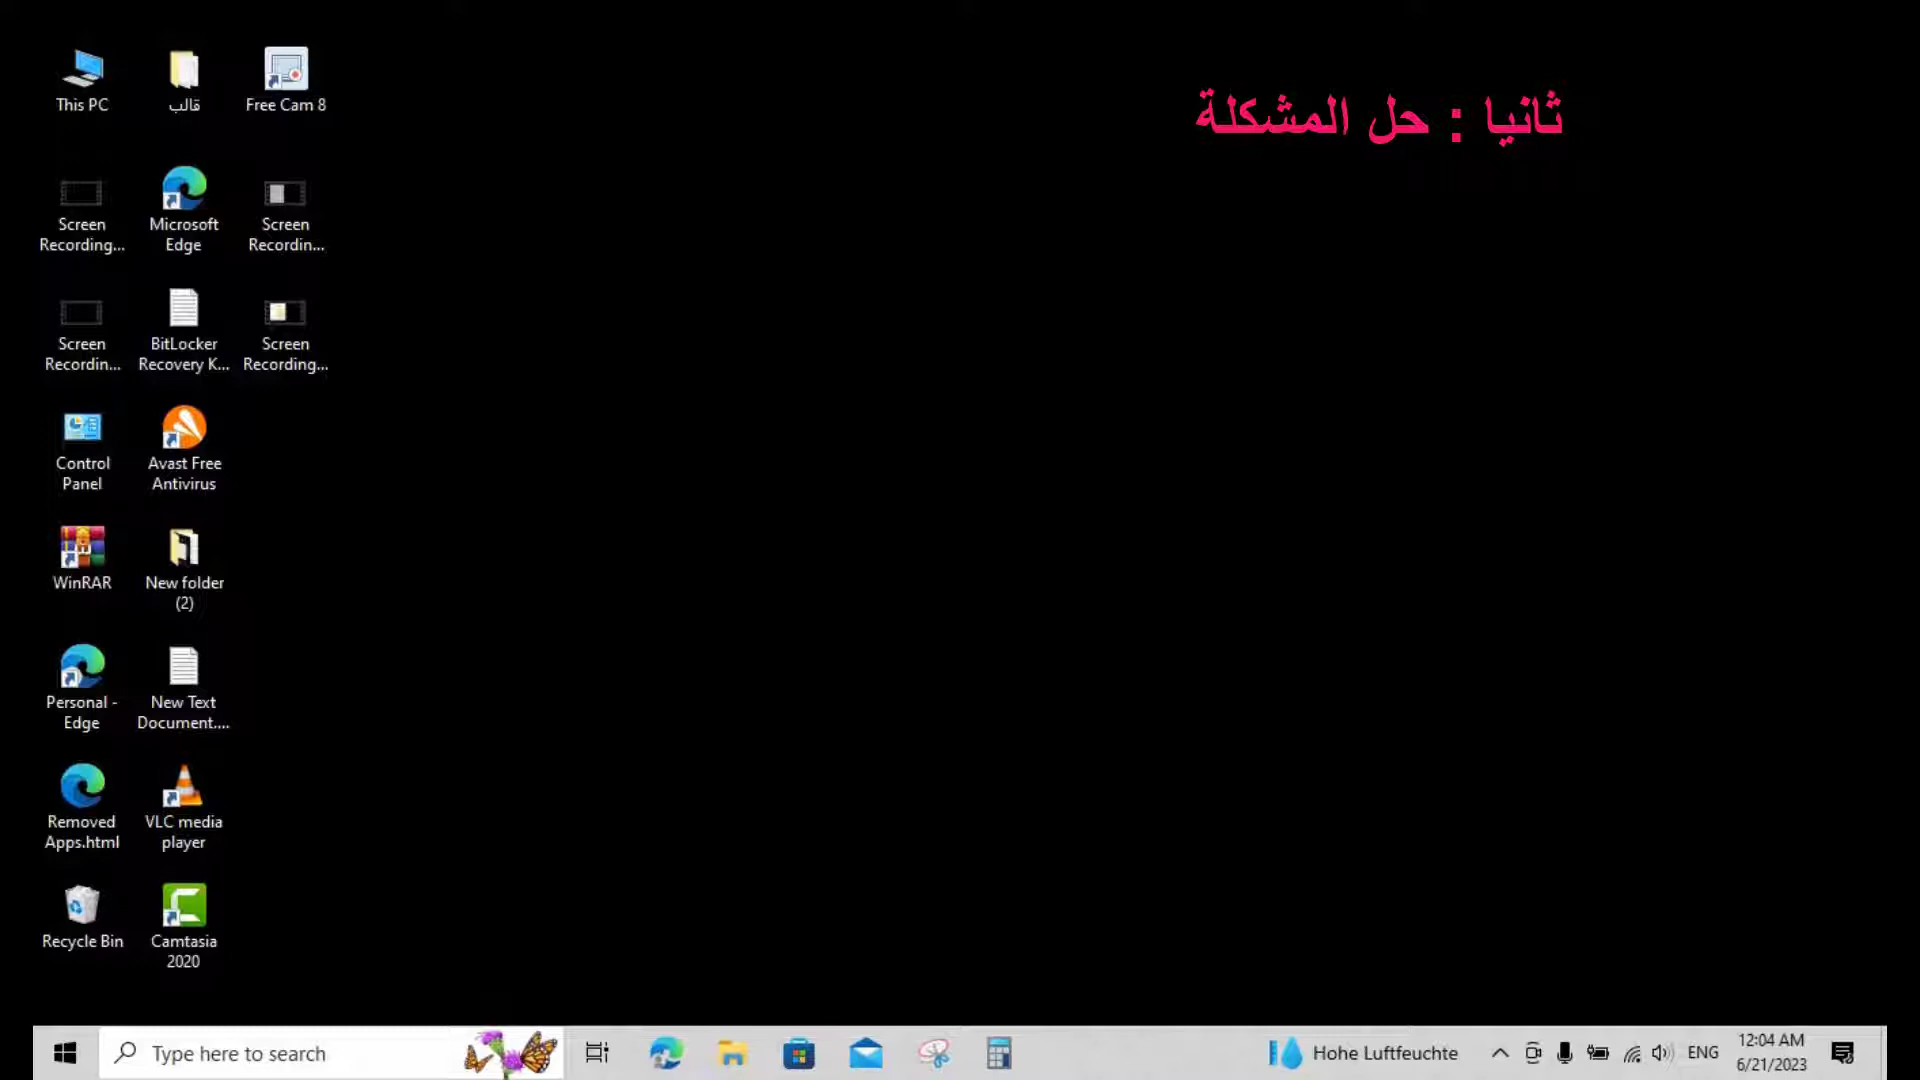 This PC
قالب
Free Cam 8
ثانيا : حل المشكلة
Screen
Recording...
Microsoft
Edge
Screen
Recordin...
Screen
Recordin...
BitLocker
Recovery K...
Screen
Recording...
Control
Panel
Avast Free
Antivirus
WinRAR
New folder
(2)
Personal -
Edge
New Text
Document....
Removed
Apps.html
VLC media
player
Recycle Bin
Camtasia
2020
Type here to search
Hohe Luftfeuchte
ENG
12:04 AM
6/21/2023